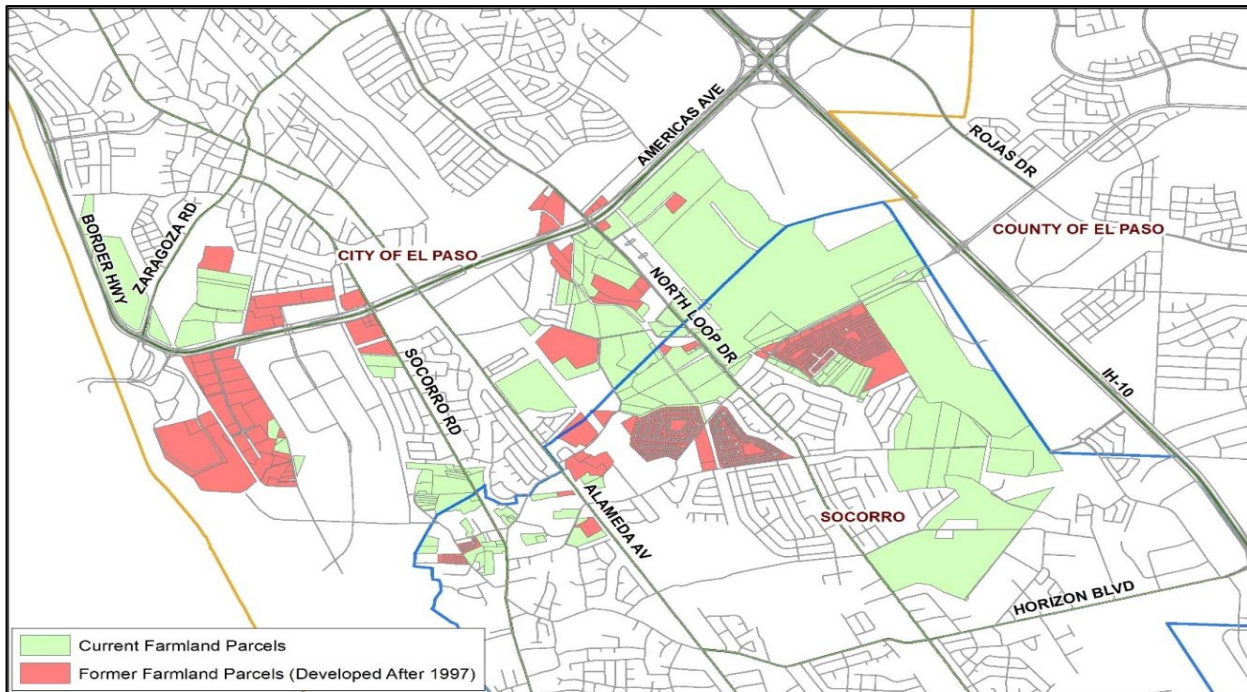 AMERICAS AVE
ROJAS DR
COUNTY OF EL PASO
ZARAGOZA RD
BORDER HWY
CITY OF EL PASO
NORTH LOOP DR
SOCORRO RD
IH-10
ALAMEDA AV
SOCORRO
HORIZON BLVD
Current Farmland Parcels
Former Farmland Parcels (Developed After 1997)